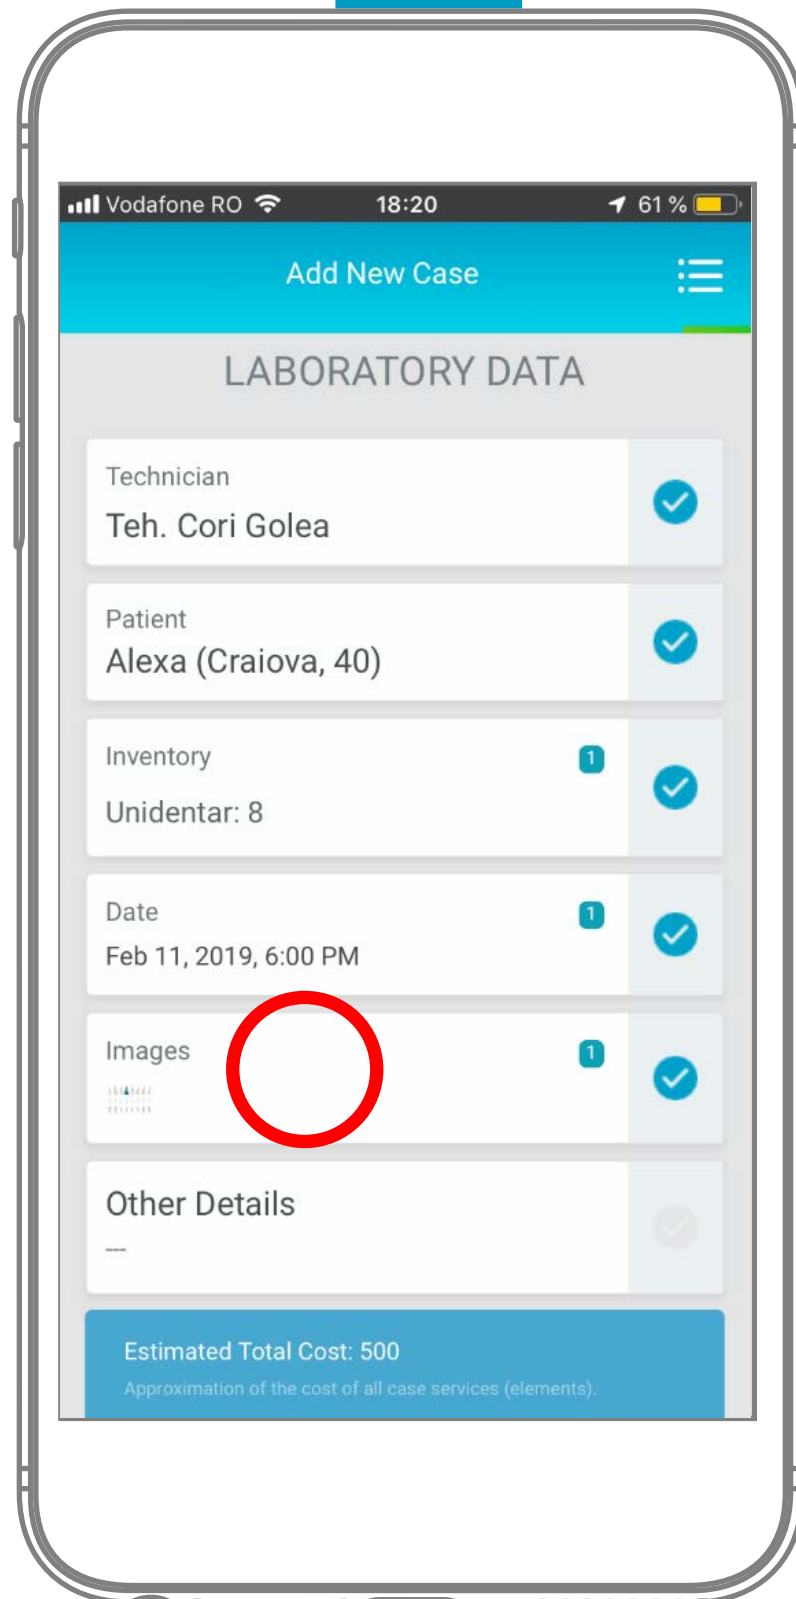 Vodafone RO 18:20 61 %
Add New Case
LABORATORY DATA
Technician
Teh. Cori Golea
Patient
Alexa (Craiova, 40)
Inventory 1
Unidentar: 8
Date 1
Feb 11, 2019, 6:00 PM
Images 1
Other Details
---
Estimated Total Cost: 500
Approximation of the cost of all case services (elements).